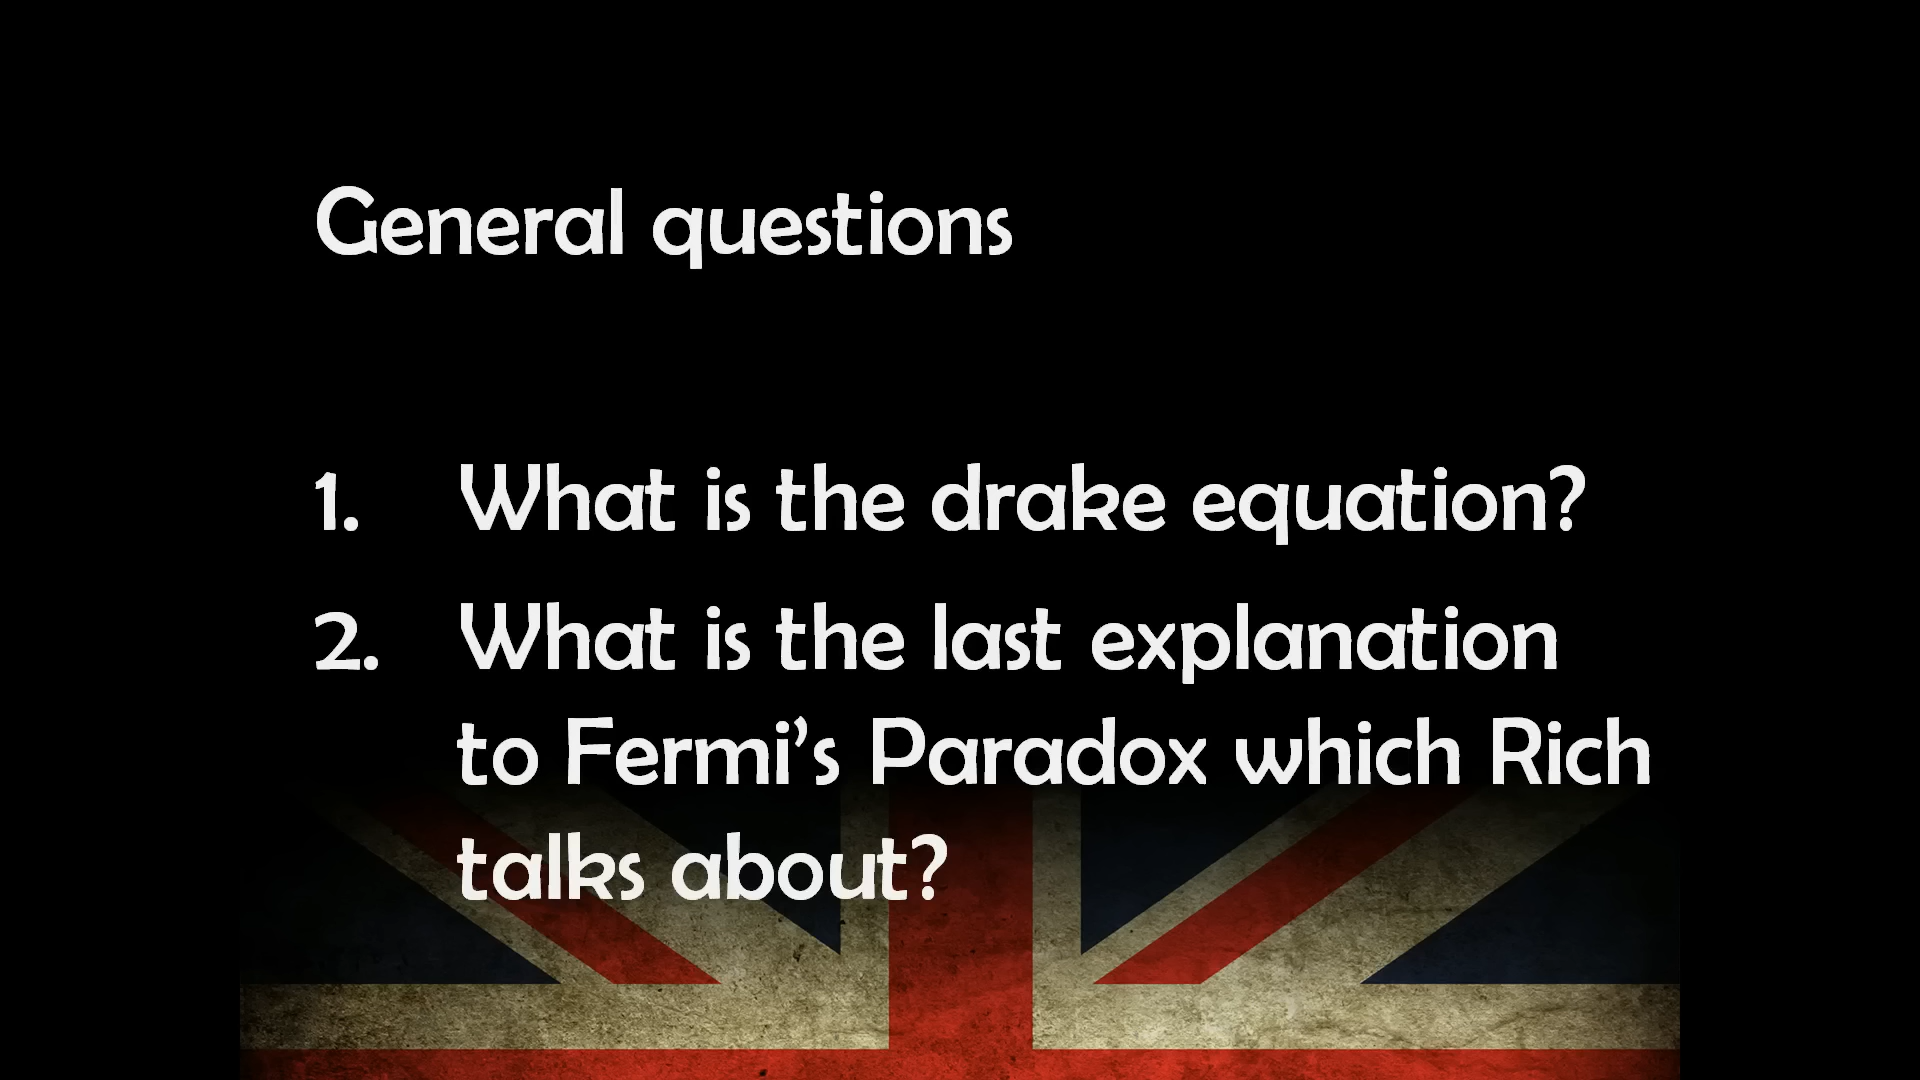 General questions
1. What is the drake equation?
2. What is the last explanation
to Fermi’s Paradox which Rich
talks about?